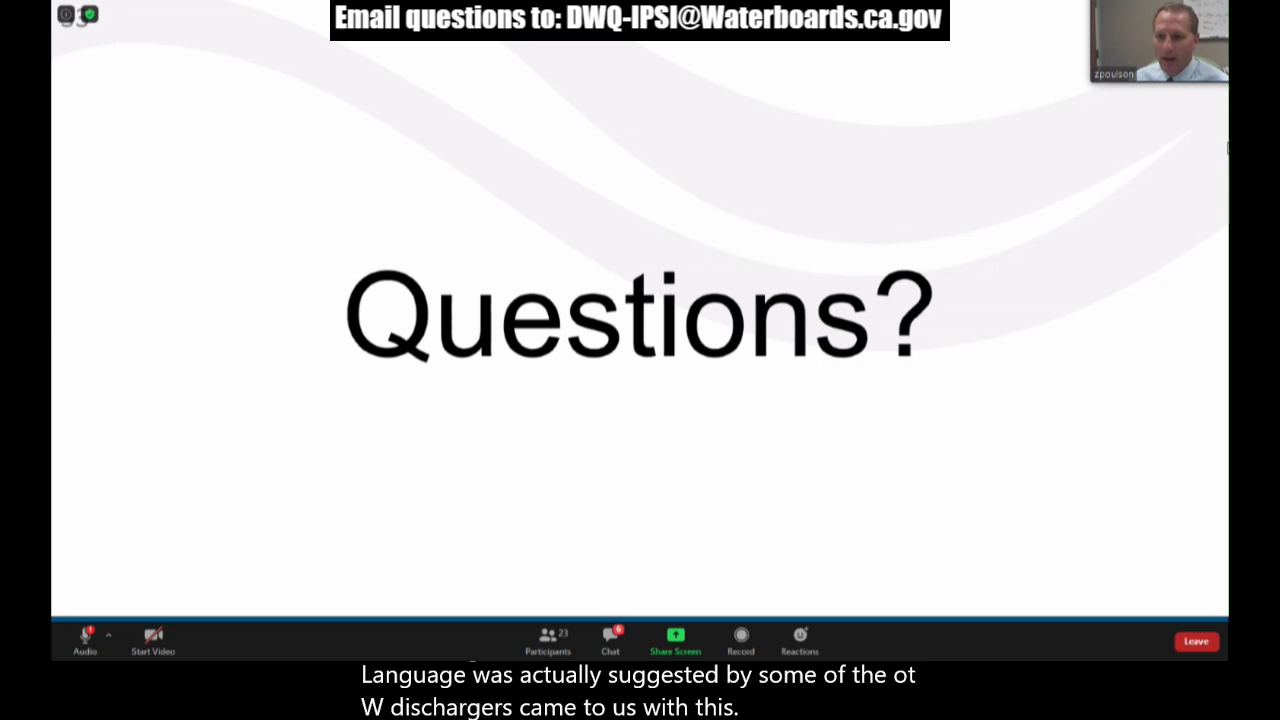 Email questions to: DWQ-IPSI@Waterboards.ca.gov
zpoulson
Questions?
23
6
Audio
Start Video
Participants
Chat
Share Screen
Record
Reactions
Leave
Language was actually suggested by some of the ot
W dischargers came to us with this.